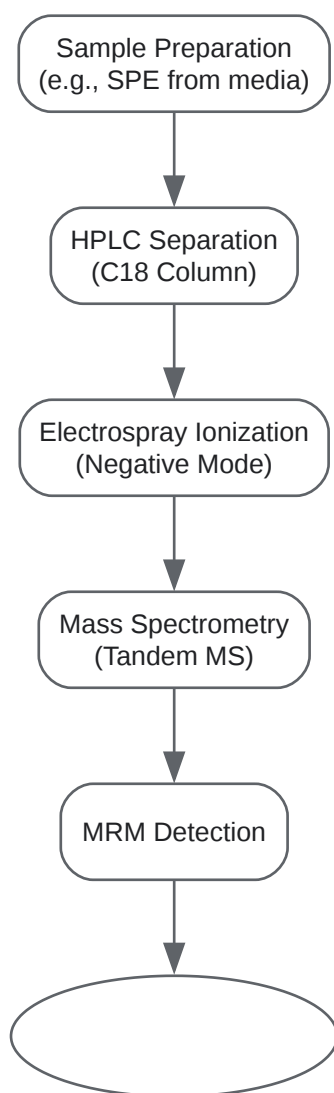 Sample Preparation
(e.g., SPE from media)
HPLC Separation
(C18 Column)
Electrospray Ionization
(Negative Mode)
Mass Spectrometry
(Tandem MS)
MRM Detection